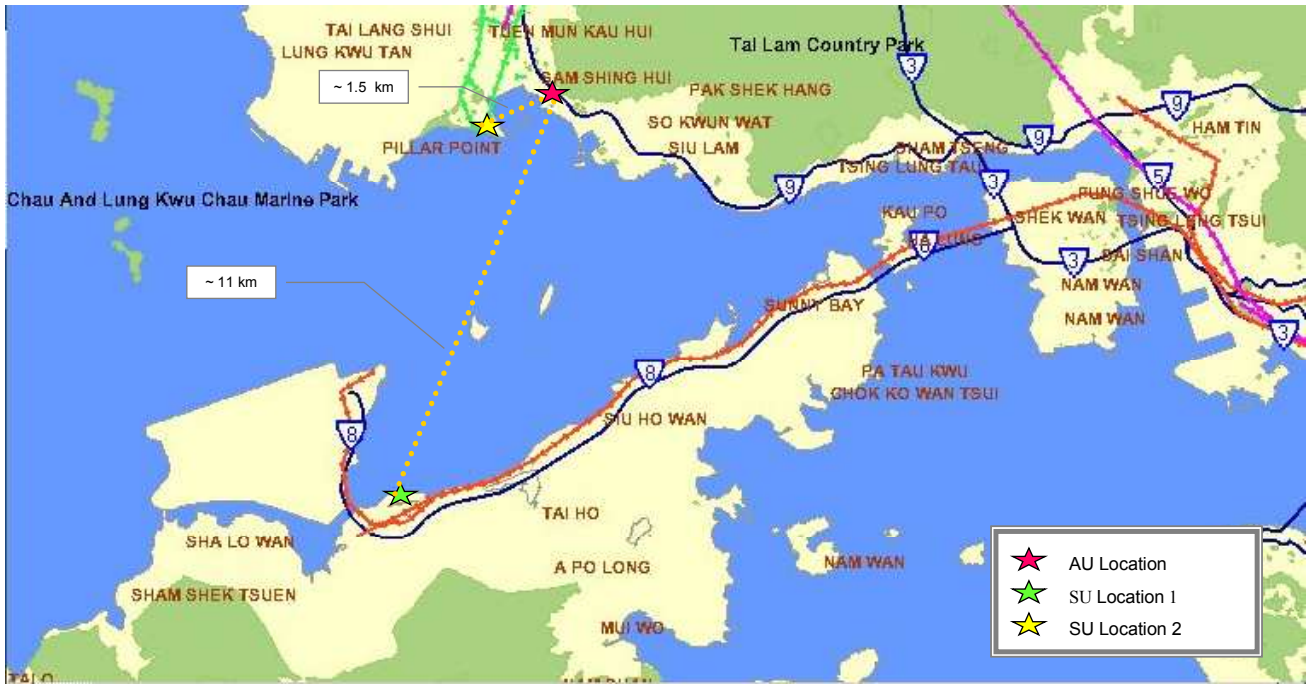 TAI LANG SHUI
TUEN MUN KAU HUI
LUNG KWU TAN
Tai Lam Country Park
3
~ 1.5 km
SAM SHING HUI
PAK SHEK HANG
9
SO KWUN WAT
HAM TIN
PILLAR POINT
SIU LAM
SHAM TSENG
9
TSING LUNG TAU
5
9
3
Chau And Lung Kwu Chau Marine Park
FUNG SHUE WO
KAU PO
SHEK WAN
TSING LENG TSUI
DAI SHAN
3
~ 11 km
NAM WAN
SUNNY BAY
NAM WAN
3
8
PA TAU KWU
CHOK KO WAN TSUI
SIU HO WAN
8
TAI HO
SHA LO WAN
A PO LONG
NAM WAN
SHAM SHEK TSUEN
MUI WO
AU Location
SU Location 1
SU Location 2